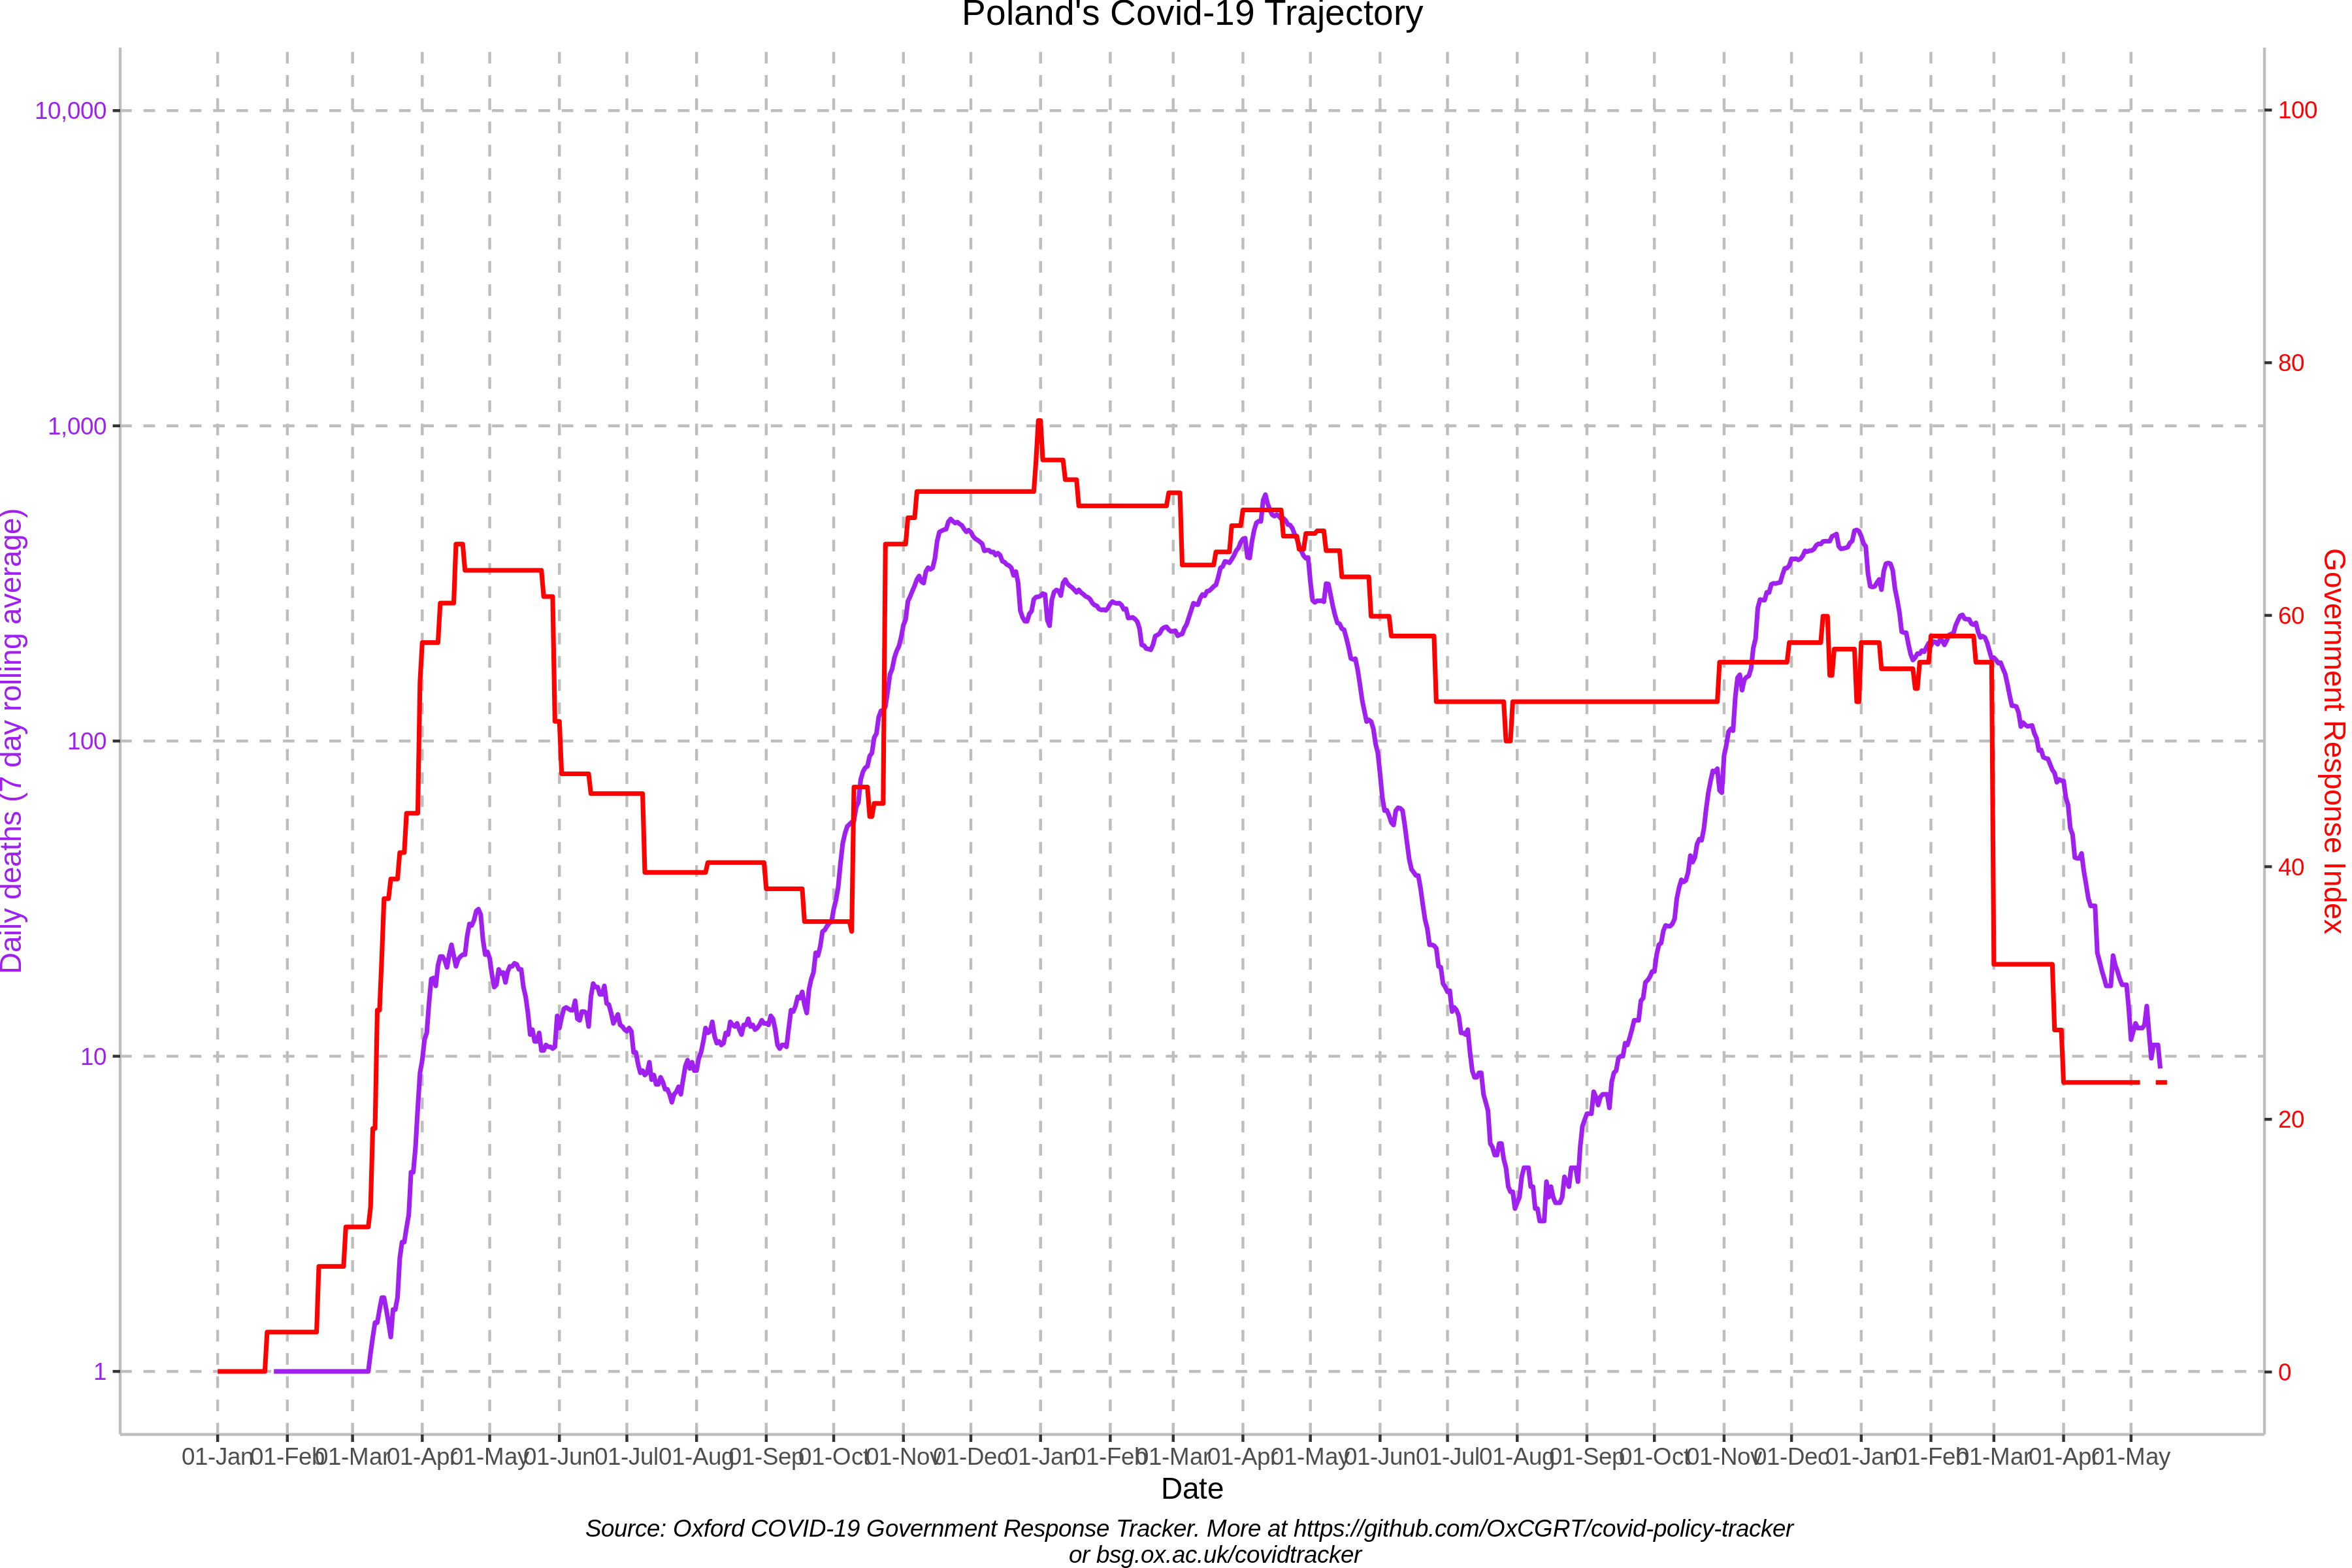 Poland's Covid-19 Trajectory
10,000
1,000
100
10
1
Daily deaths (7 day rolling average)
100
80
60
40
20
0
Government Response Index
01-Jan 01-Feb 01-Mar 01-Apr 01-May 01-Jun 01-Jul 01-Aug 01-Sep 01-Oct 01-Nov 01-Dec 01-Jan 01-Feb 01-Mar 01-Apr 01-May 01-Jun 01-Jul 01-Aug 01-Sep 01-Oct 01-Nov 01-Dec 01-Jan 01-Feb 01-Mar 01-Apr 01-May
Date
Source: Oxford COVID-19 Government Response Tracker. More at https://github.com/OxCGRT/covid-policy-tracker
or bsg.ox.ac.uk/covidtracker